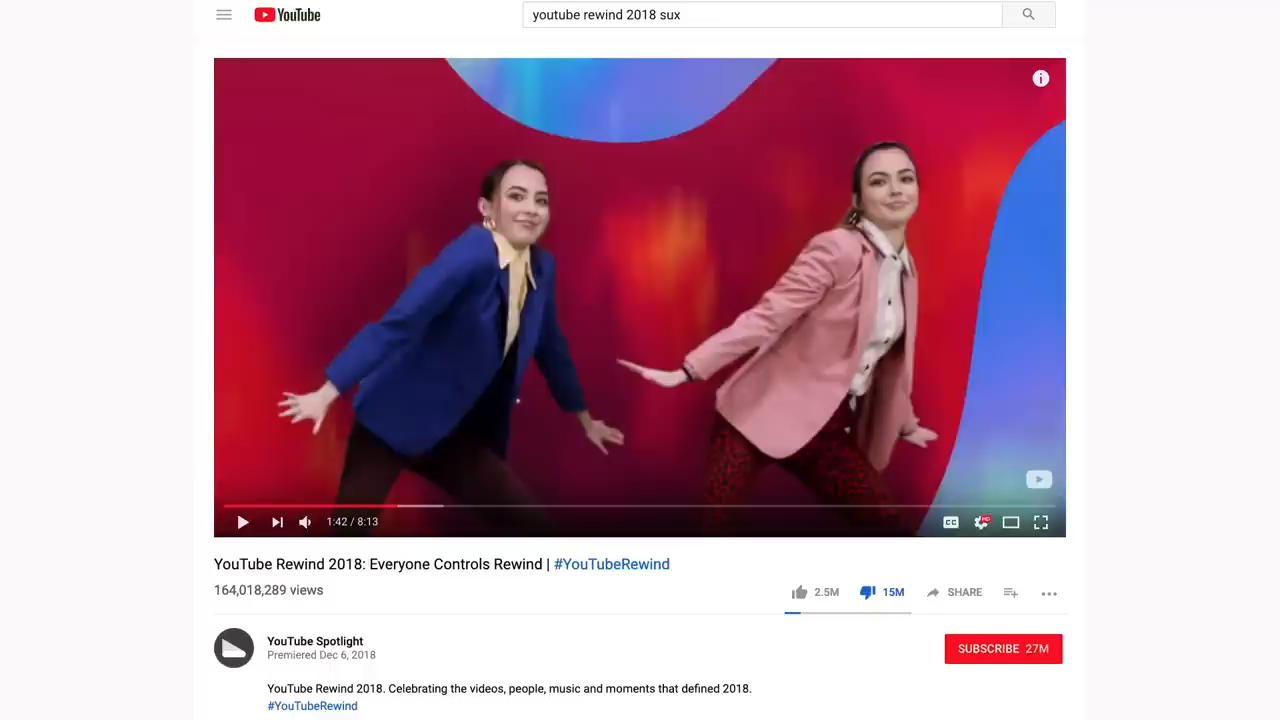 YouTube
youtube rewind 2018 sux
1:42 / 8:13
CC
HD
YouTube Rewind 2018: Everyone Controls Rewind | #YouTubeRewind
164,018,289 views
2.5M
15M
SHARE
YouTube Spotlight
Premiered Dec 6, 2018
SUBSCRIBE 27M
YouTube Rewind 2018. Celebrating the videos, people, music and moments that defined 2018.
#YouTubeRewind